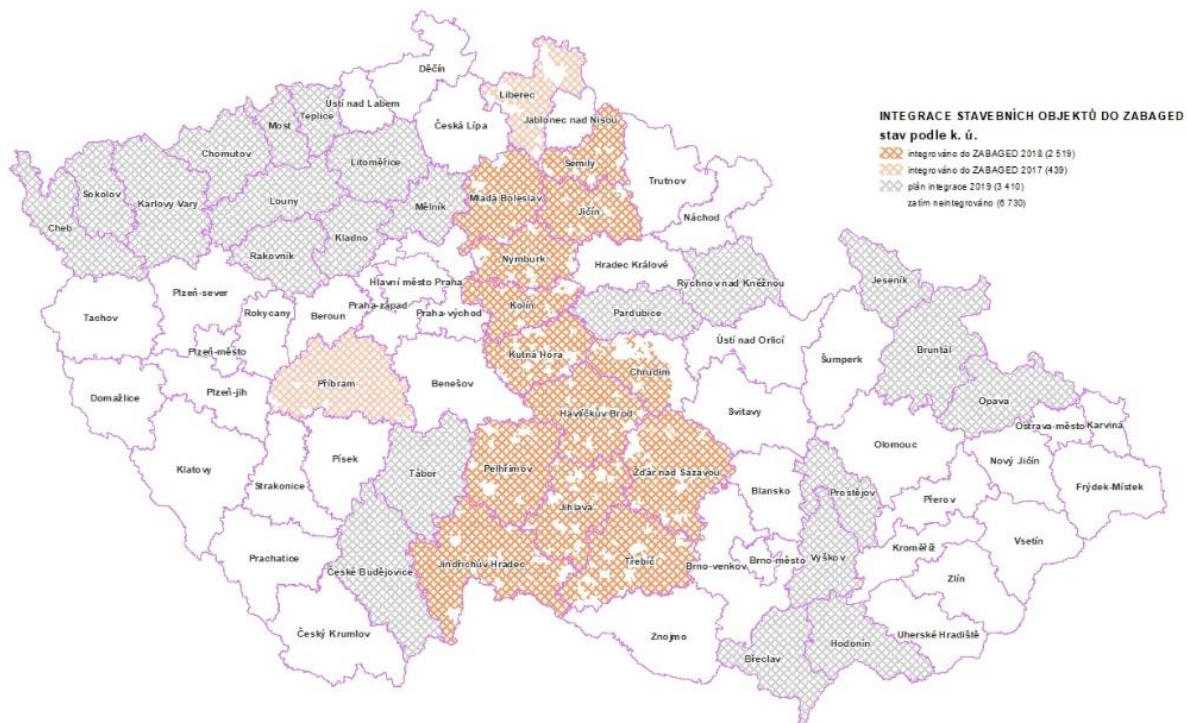 Děčín
Liberec
Teplice
Ústí nad Labem
Jablonec nad Nisou
Most
Česká Lípa
Chomutov
Litoměřice
Semily
INTEGRACE STAVEBNÍCH OBJEKTŮ DO ZABAGED
stav podle k. ú.
integrováno do ZABAGED 2018 (2 519)
integrováno do ZABAGED 2017 (439)
plán integrace 2019 (3 410)
zatím neintegrováno (6 730)
Sokolov
Karlovy Vary
Louny
Mělník
Mladá Boleslav
Jičín
Trutnov
Náchod
Cheb
Kladno
Rakovník
Nymburk
Hradec Králové
Rychnov nad Kněžnou
Jeseník
Hlavní město Praha
Plzeň-sever
Praha-západ
Praha-východ
Kolín
Pardubice
Tachov
Rokycany
Beroun
Ústí nad Orlicí
Šumperk
Bruntál
Plzeň-město
Kutná Hora
Chrudim
Příbram
Benešov
Plzeň-jih
Domažlice
Havlíčkův Brod
Svitavy
Opava
Ostrava-město
Karviná
Olomouc
Nový Jičín
Klatovy
Písek
Strakonice
Tábor
Pelhřimov
Žďár nad Sázavou
Blansko
Prostějov
Přerov
Frýdek-Místek
Jihlava
Prachatice
České Budějovice
Jindřichův Hradec
Třebíč
Brno-venkov
Brno-město
Vyškov
Kroměříž
Vsetín
Zlín
Český Krumlov
Znojmo
Břeclav
Hodonín
Uherské Hradiště